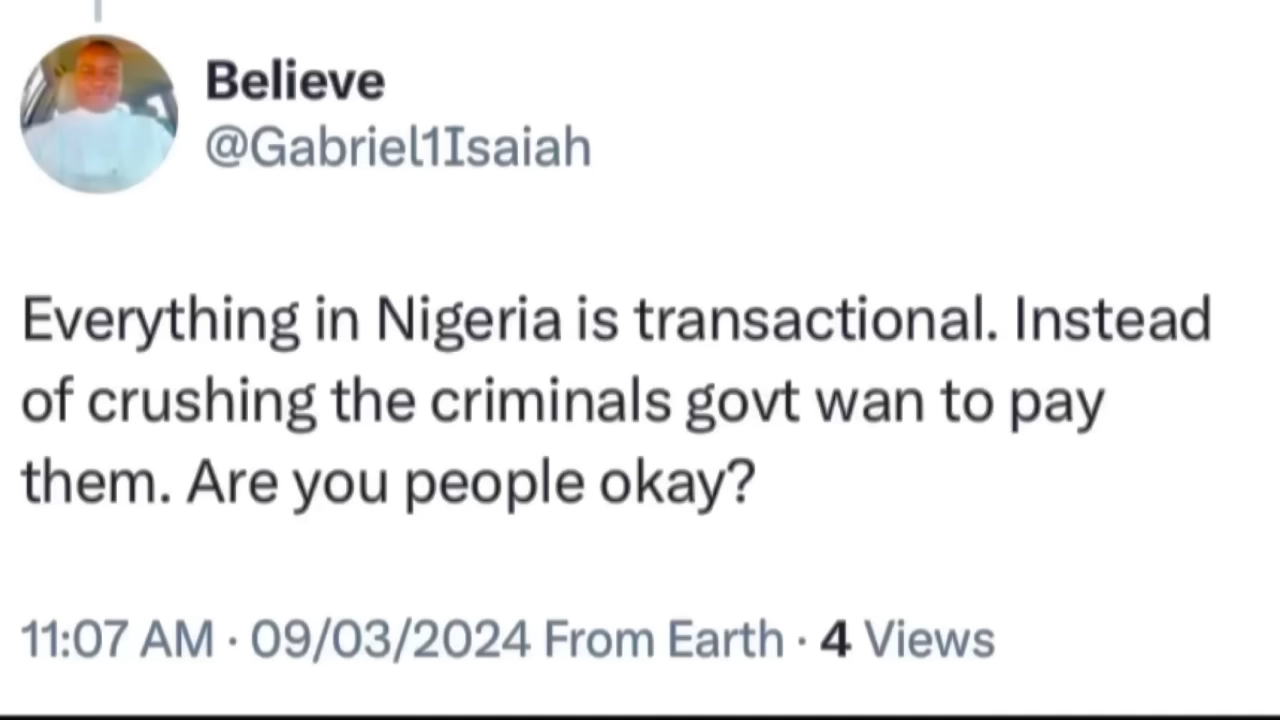 Believe
@Gabriel1Isaiah
Everything in Nigeria is transactional. Instead
of crushing the criminals govt wan to pay
them. Are you people okay?
11:07 AM · 09/03/2024 From Earth · 4 Views